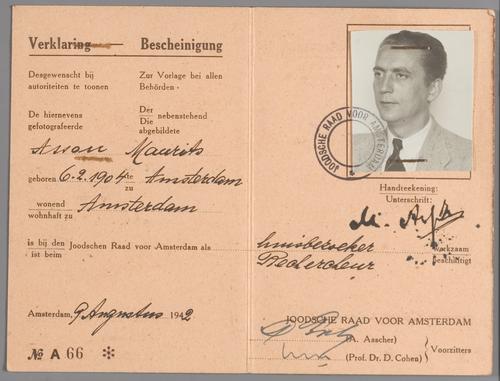 Verklaring
Bescheinigung
Desgewenscht bij autoriteiten te toonen
Zur Vorlage bei allen Behörden.
De hiernevens gefotografeerde
Der
Die
nebenstehend abgebildete
Assan Maurits
geboren 6.2.1904 te
zu Amsterdam
wonend
wohnhaft zu Amsterdam
is bij den
ist beim
Joodschen Raad voor Amsterdam als
Amsterdam, 9 Augustus 1942
No A 66 *
JOODSCHE RAAD VOOR AMSTERDAM
Handteekening:
Unterschrift:
huisbezoeker
Rechercheur
werkzaam
beschäftigt
JOODSCHE RAAD VOOR AMSTERDAM
(A. Asscher)
(Prof. Dr. D. Cohen)
Voorzitters